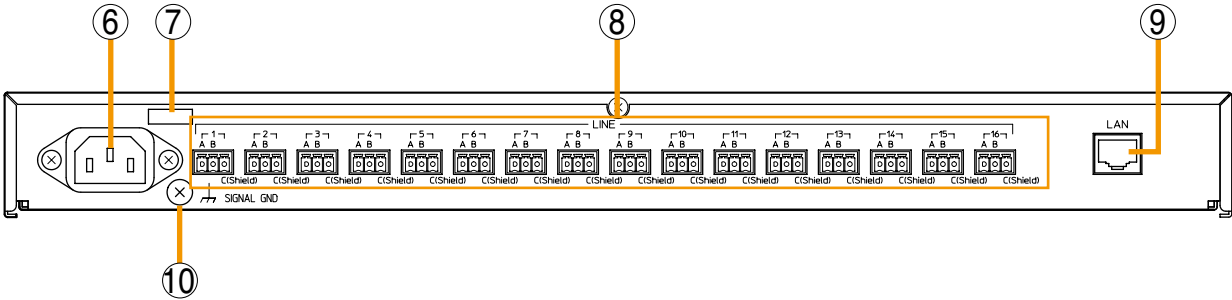 6 7 8 9
LINE
1 2 3 4 5 6 7 8 9 10 11 12 13 14 15 16
A B A B A B A B A B A B A B A B A B A B A B A B A B A B A B A B
LAN
C(Shield) C(Shield) C(Shield) C(Shield) C(Shield) C(Shield) C(Shield) C(Shield) C(Shield) C(Shield) C(Shield) C(Shield) C(Shield) C(Shield) C(Shield) C(Shield)
SIGNAL GND
10